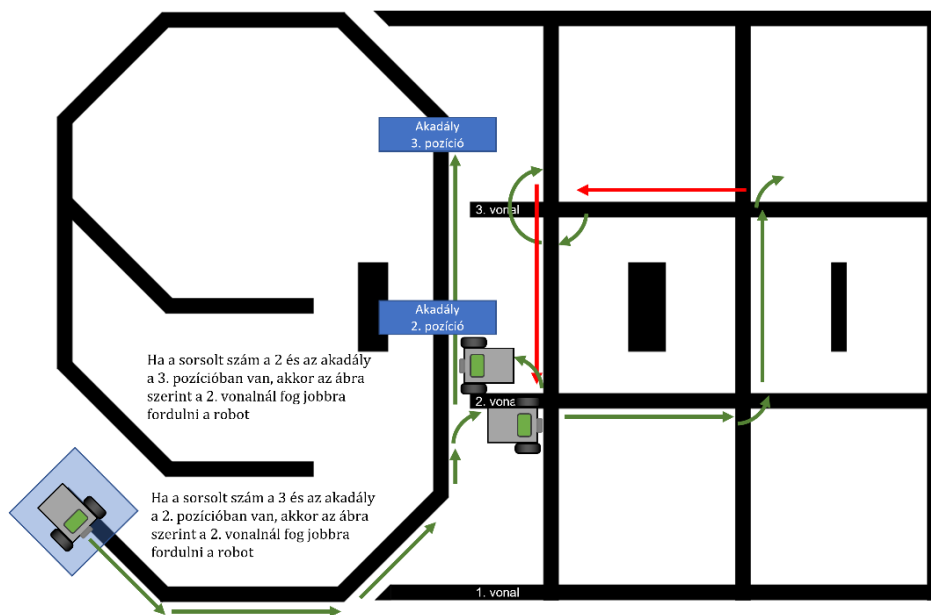 Akadály
3. pozíció
3. vonal
Akadály
2. pozíció
Ha a sorsolt szám a 2 és az akadály
a 3. pozícióban van, akkor az ábra
szerint a 2. vonalnál fog jobbra
fordulni a robot
2. vona
Ha a sorsolt szám a 3 és az akadály
a 2. pozícióban van, akkor az ábra
szerint a 2. vonalnál fog jobbra
fordulni a robot
1. vonal